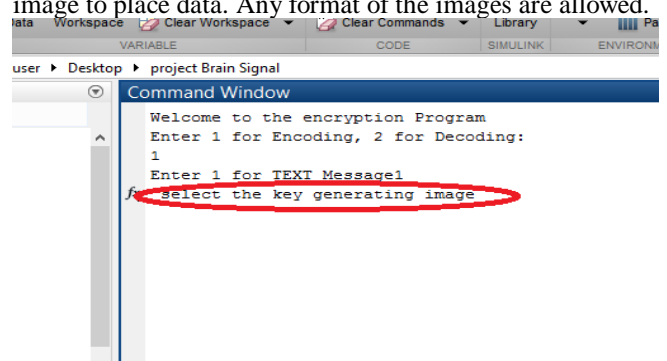 image to place data. Any format of the images are allowed.
Workspace Clear Workspace Clear Commands Library
VARIABLE CODE SIMULINK
user Desktop project Brain Signal
Command Window
Welcome to the encryption Program
Enter 1 for Encoding, 2 for Decoding:
1
Enter 1 for TEXT Message1
select the key generating image